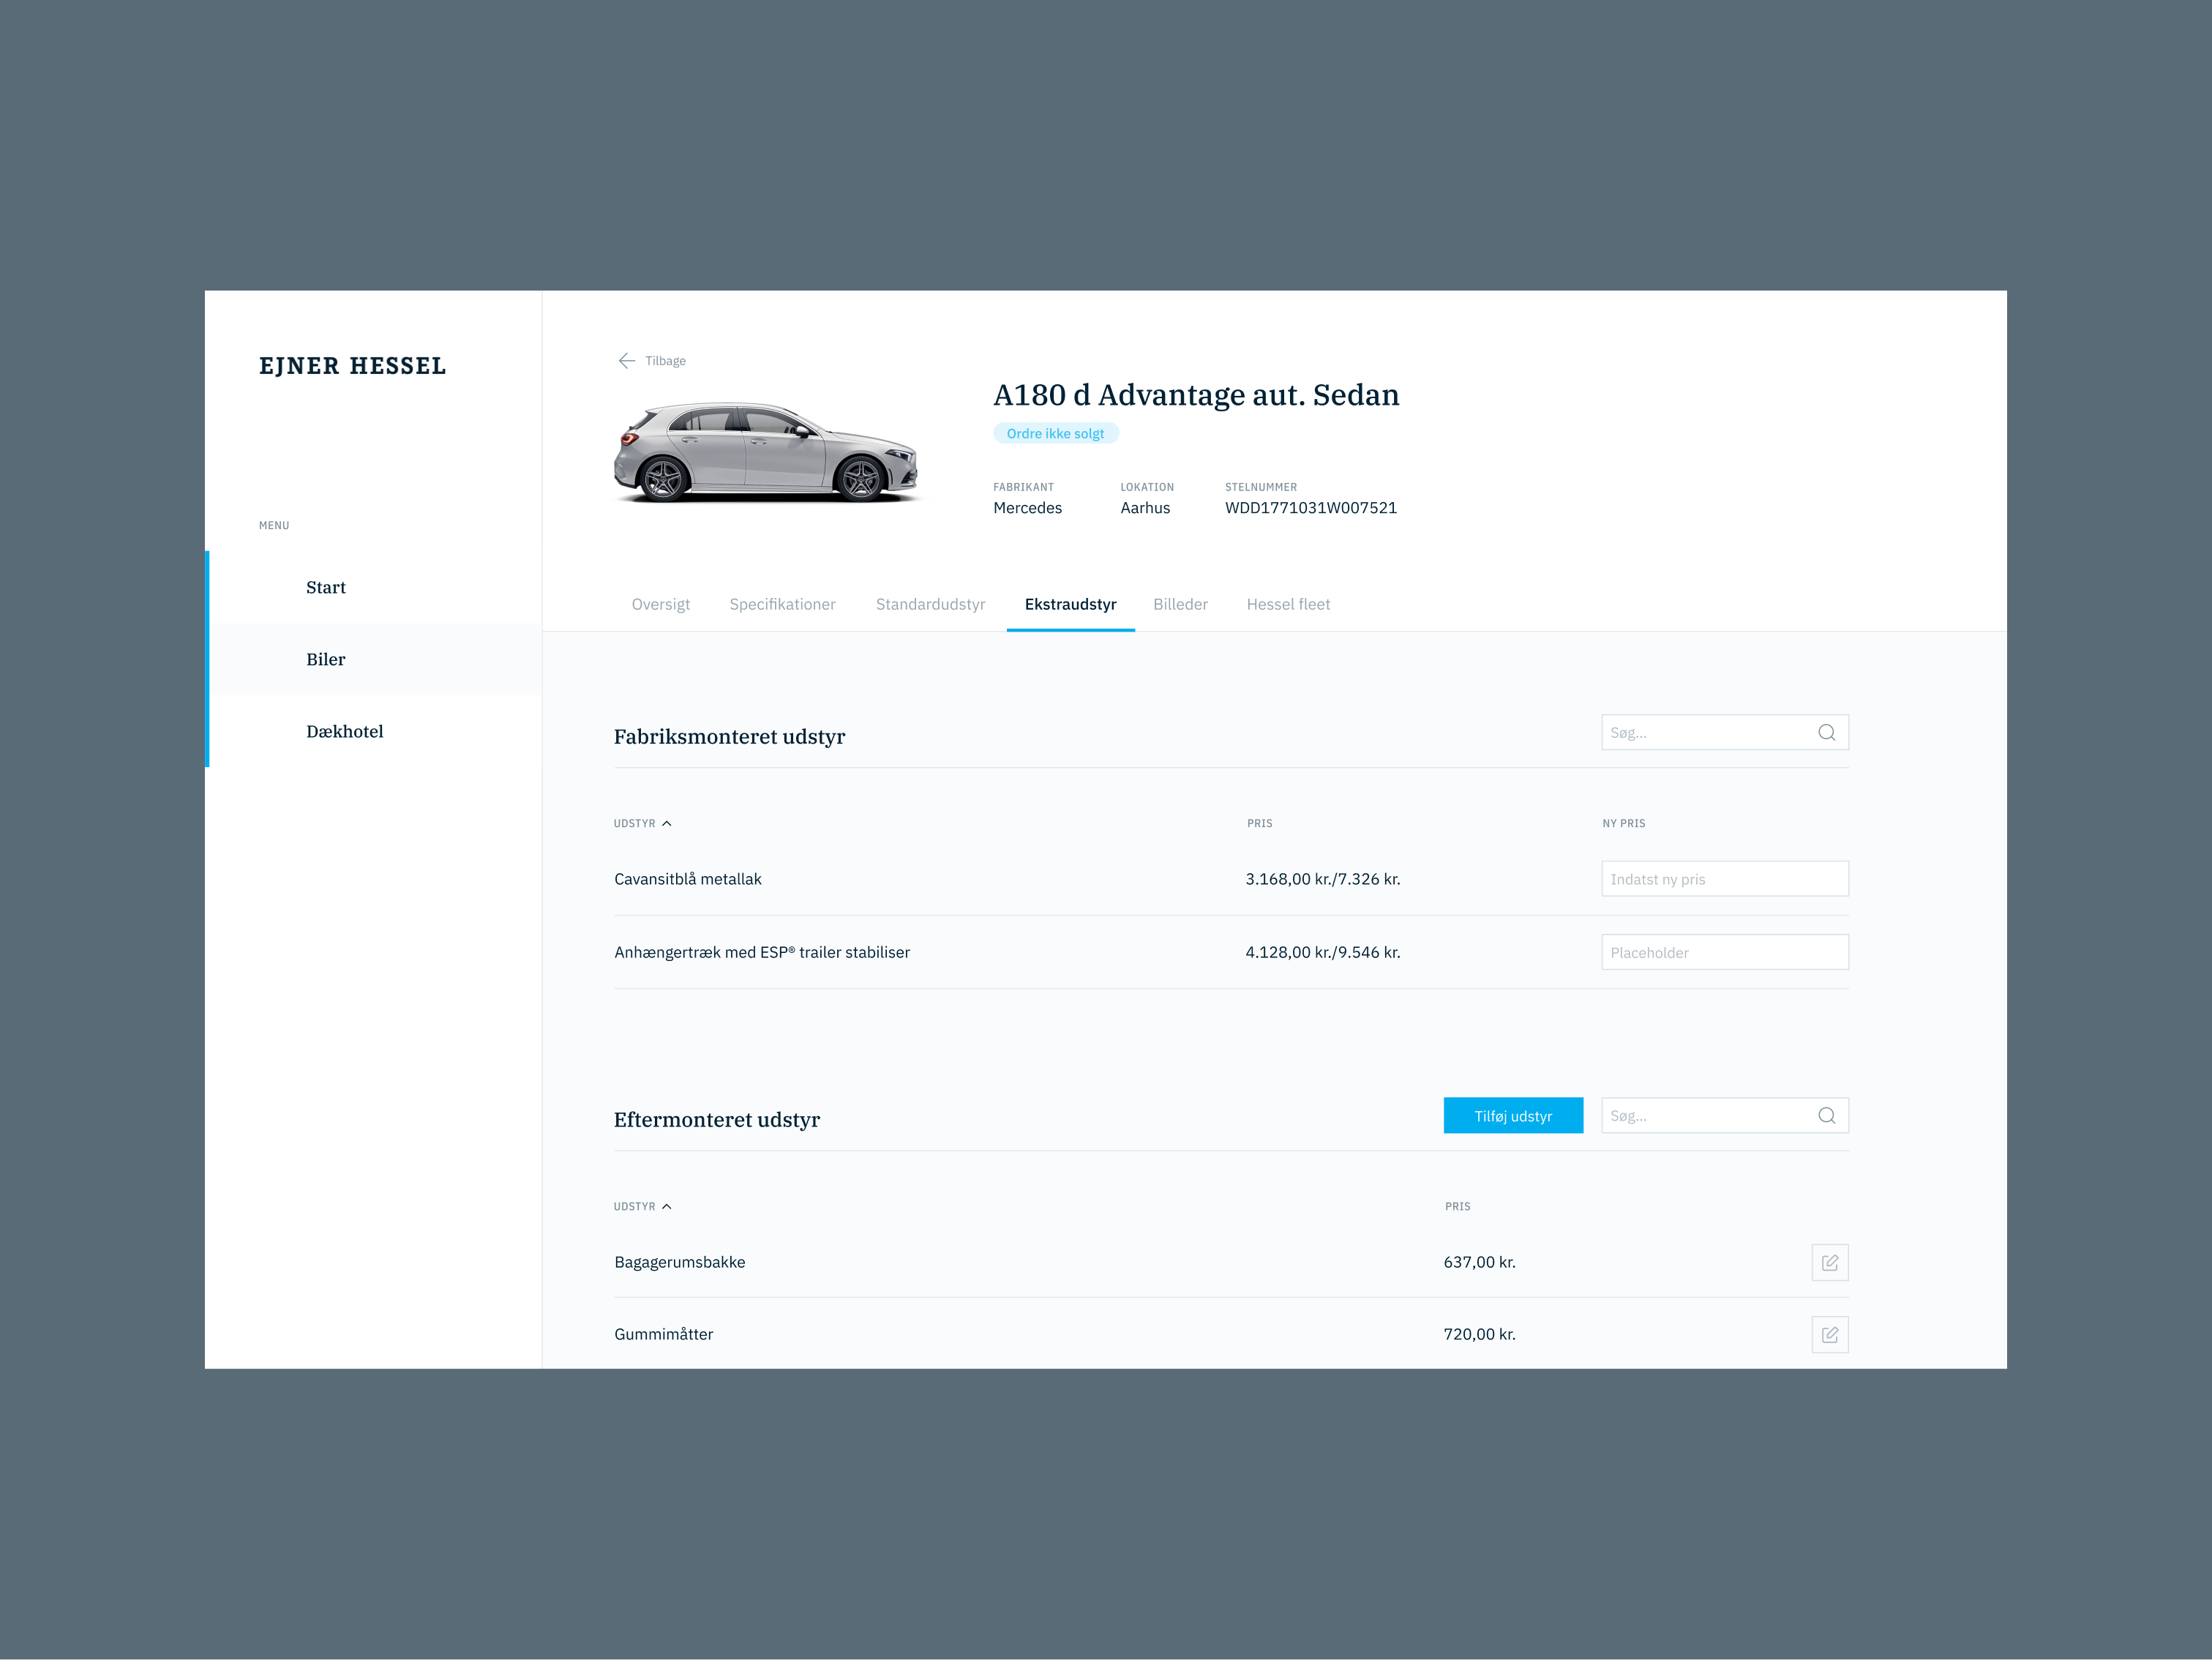 EJNER HESSEL
MENU
Start
Biler
Dækhotel
Tilbage
A180 d Advantage aut. Sedan
Ordre ikke solgt
FABRIKANT LOKATION STELNUMMER
Mercedes Aarhus WDD1771031W007521
Oversigt Specifikationer Standardudstyr Ekstraudstyr Billeder Hessel fleet
Fabriksmonteret udstyr Søg...
UDSTYR PRIS NY PRIS
Cavansitblå metallak 3.168,00 kr./7.326 kr. Indatst ny pris
Anhængertræk med ESP® trailer stabiliser 4.128,00 kr./9.546 kr. Placeholder
Eftermonteret udstyr Tilføj udstyr Søg...
UDSTYR PRIS
Bagagerumsbakke 637,00 kr.
Gummimåtter 720,00 kr.